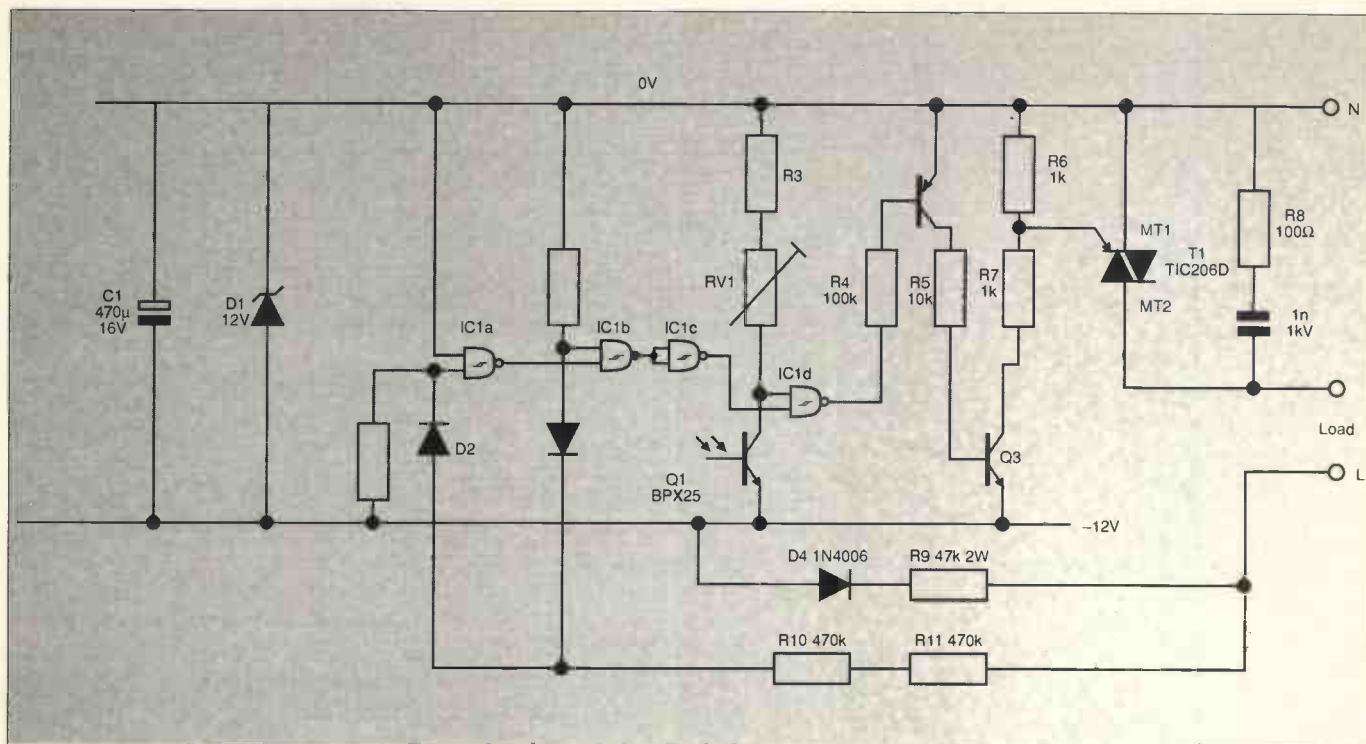 0V
N
R3
R6
1k
R8
100Ω
MT1
T1
TIC206D
MT2
RV1
R4
100k
R5
10k
R7
1k
C1
470µ
16V
D1
12V
IC1a
IC1b
IC1c
IC1d
1n
1kV
D2
Load
Q1
BPX25
Q3
L
–12V
D4 1N4006
R9 47k 2W
R10 470k
R11 470k